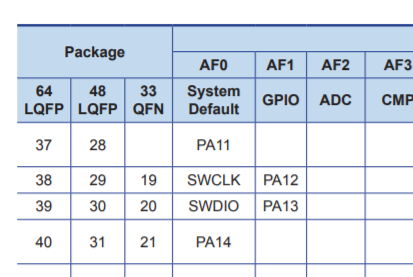 Package
AF0 AF1 AF2 AF3
64 LQFP 48 LQFP 33 QFN System Default GPIO ADC CMP
37 28 PA11
38 29 19 SWCLK PA12
39 30 20 SWDIO PA13
40 31 21 PA14